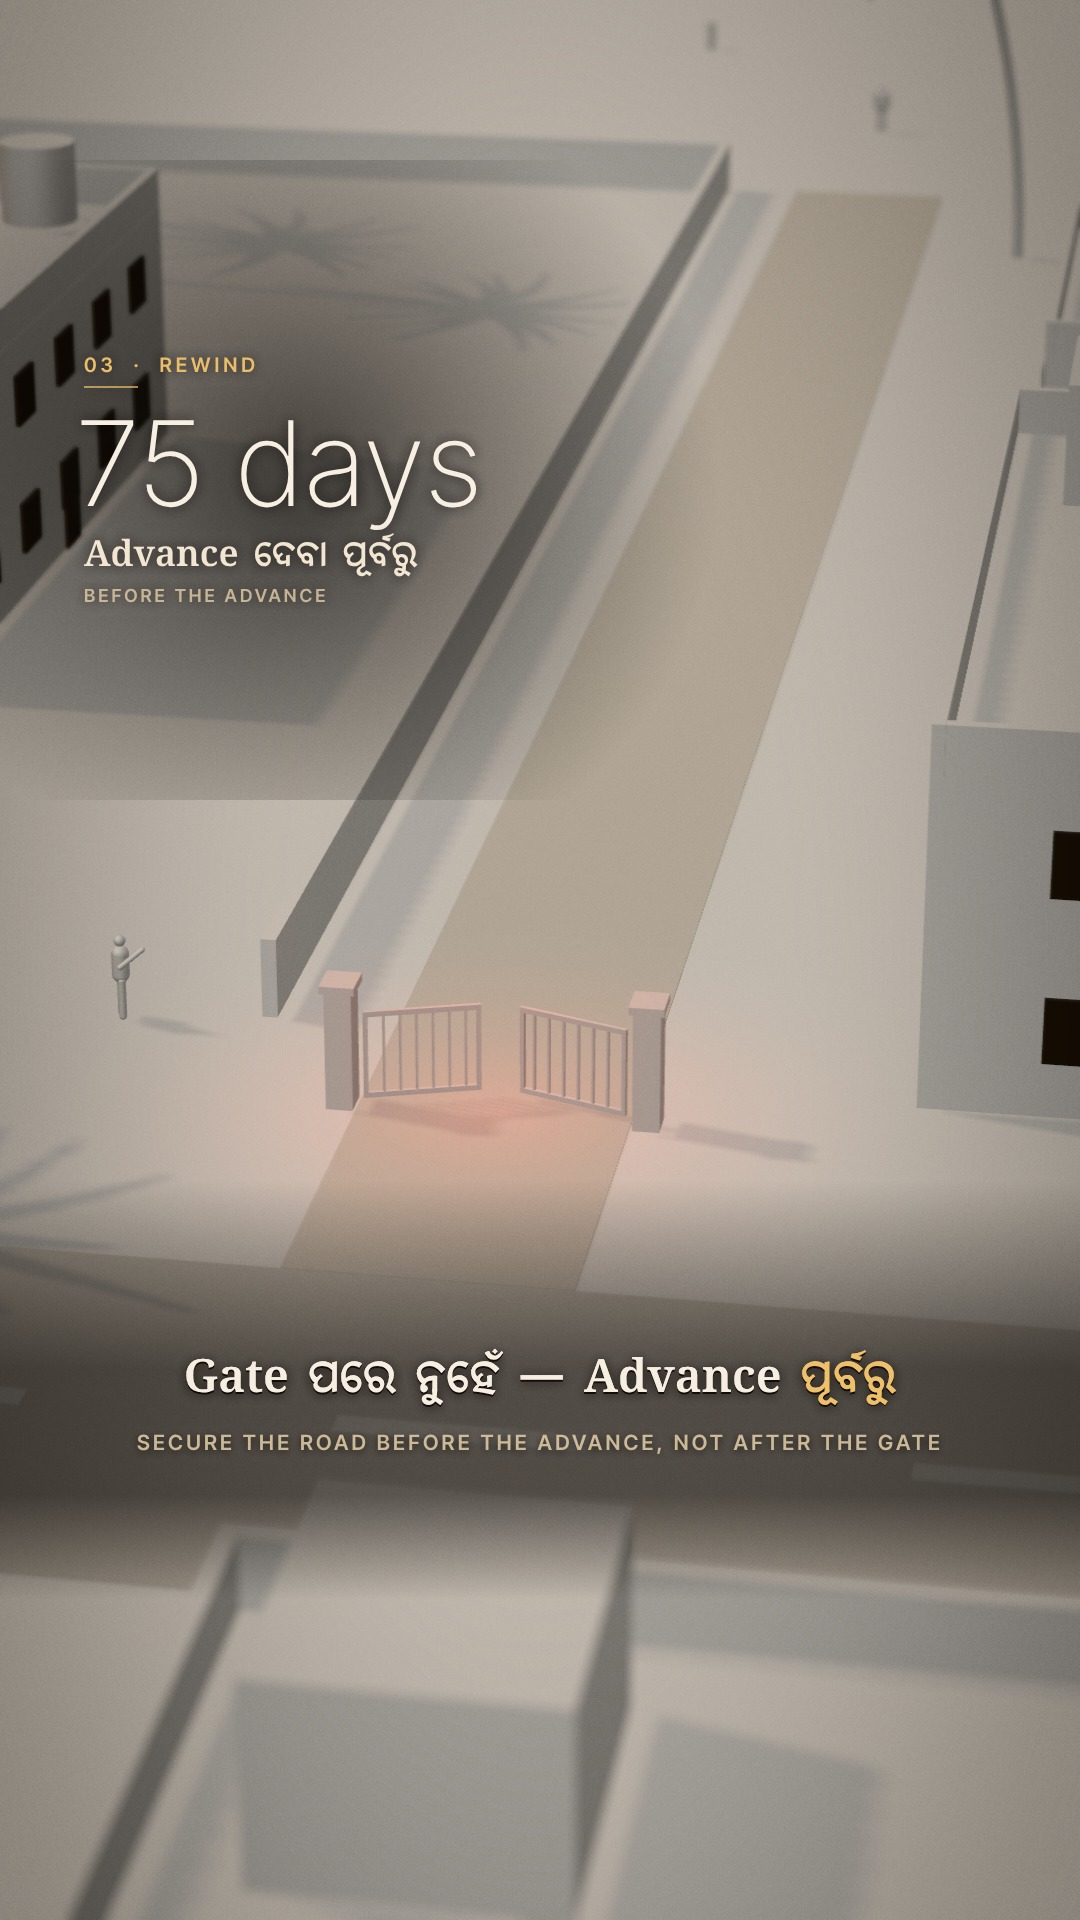 03 · REWIND
75 days
Advance ଦେବା ପୂର୍ବରୁ
BEFORE THE ADVANCE
Gate ପରେ ନୁହେଁ — Advance ପୂର୍ବରୁ
SECURE THE ROAD BEFORE THE ADVANCE, NOT AFTER THE GATE